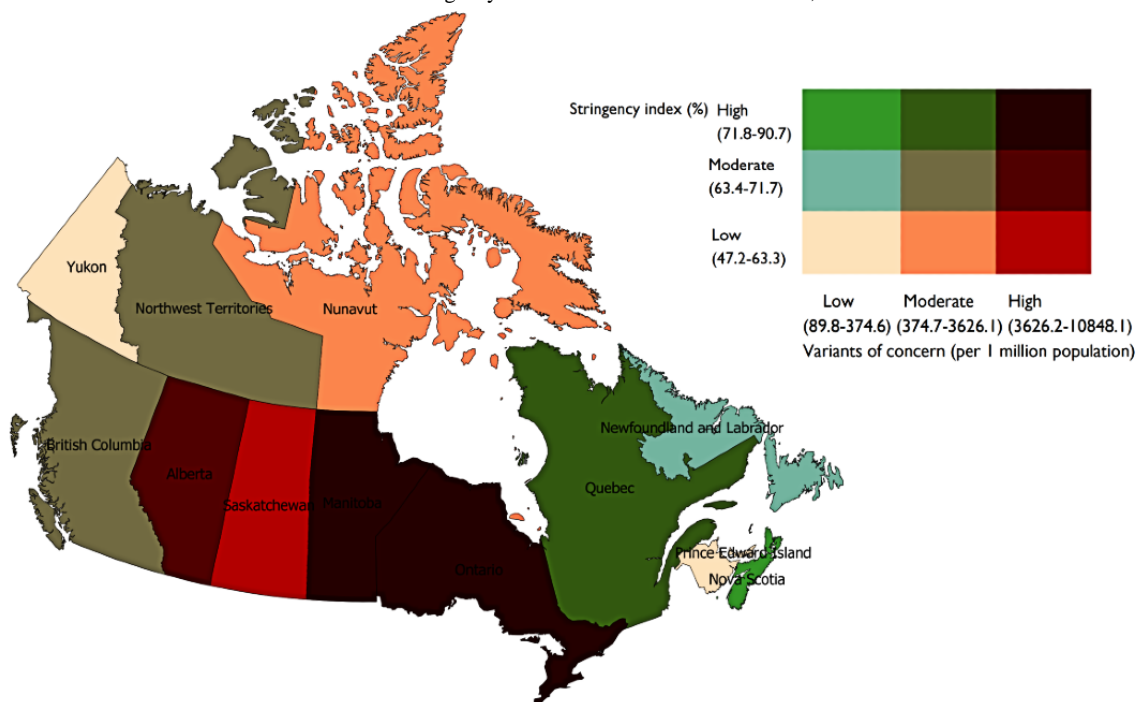 Stringency index (%) High
(71.8-90.7)
Moderate
(63.4-71.7)
Low
(47.2-63.3)
Low Moderate High
(89.8-374.6) (374.7-3626.1) (3626.2-10848.1)
Variants of concern (per 1 million population)
Yukon
Northwest Territories
Nunavut
British Columbia
Alberta
Saskatchewan
Manitoba
Ontario
Quebec
Newfoundland and Labrador
Prince Edward Island
Nova Scotia